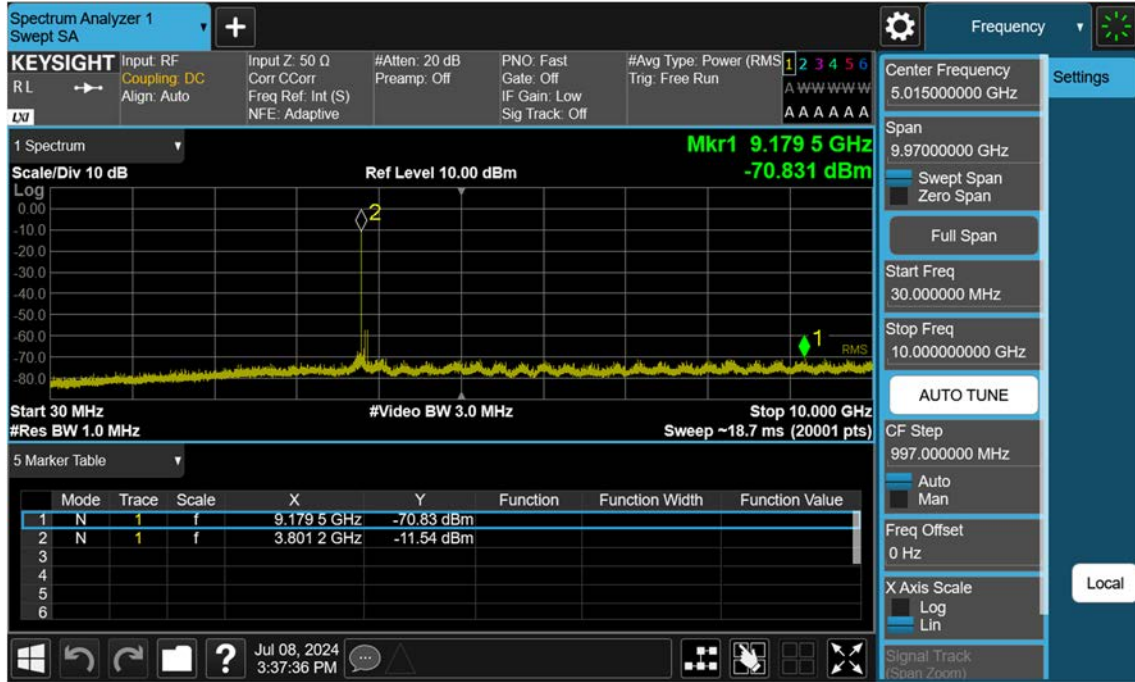 Spectrum Analyzer 1
Swept SA
Frequency
KEYSIGHT
R L
LXI
Input: RF
Coupling: DC
Align: Auto
Input Z: 50 Ω
Corr CCorr
Freq Ref: Int (S)
NFE: Adaptive
#Atten: 20 dB
Preamp: Off
PNO: Fast
Gate: Off
IF Gain: Low
Sig Track: Off
#Avg Type: Power (RMS
Trig: Free Run
1 2 3 4 5 6
A W W W W W
A A A A A A
1 Spectrum
Mkr1 9.179 5 GHz
Scale/Div 10 dB
Ref Level 10.00 dBm
-70.831 dBm
Log
0.00
-10.0
-20.0
-30.0
-40.0
-50.0
-60.0
-70.0
-80.0
2
1
RMS
Start 30 MHz
#Video BW 3.0 MHz
Stop 10.000 GHz
#Res BW 1.0 MHz
Sweep ~18.7 ms (20001 pts)
5 Marker Table
Mode Trace Scale X Y Function Function Width Function Value
1 N 1 f 9.179 5 GHz -70.83 dBm
2 N 1 f 3.801 2 GHz -11.54 dBm
3
4
5
6
Jul 08, 2024
3:37:36 PM
Center Frequency
5.015000000 GHz
Settings
Span
9.97000000 GHz
Swept Span
Zero Span
Full Span
Start Freq
30.000000 MHz
Stop Freq
10.000000000 GHz
AUTO TUNE
CF Step
997.000000 MHz
Auto
Man
Freq Offset
0 Hz
X Axis Scale
Log
Lin
Local
Signal Track
(Span Zoom)